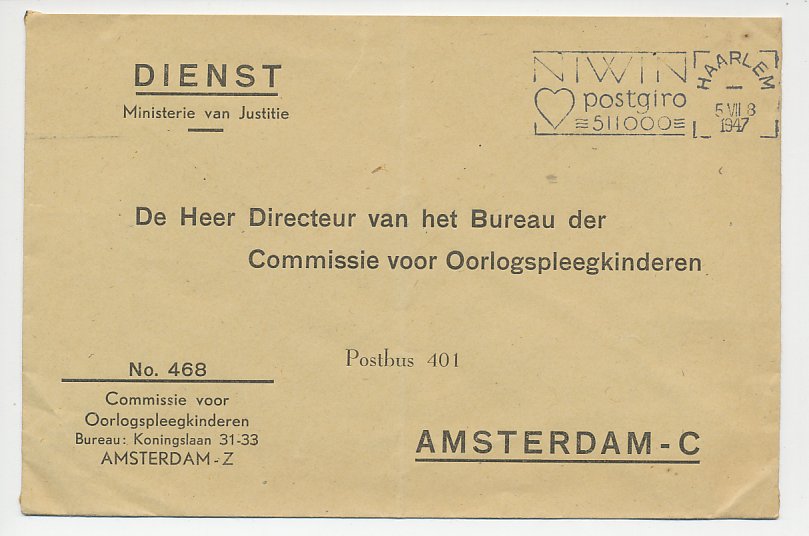 DIENST
Ministerie van Justitie
NIWIN
postgiro
511000
HAARLEM
5 VII 8
1947
De Heer Directeur van het Bureau der
Commissie voor Oorlogspleegkinderen
Postbus 401
No. 468
Commissie voor
Oorlogspleegkinderen
Bureau: Koningslaan 31-33
AMSTERDAM-Z
AMSTERDAM-C